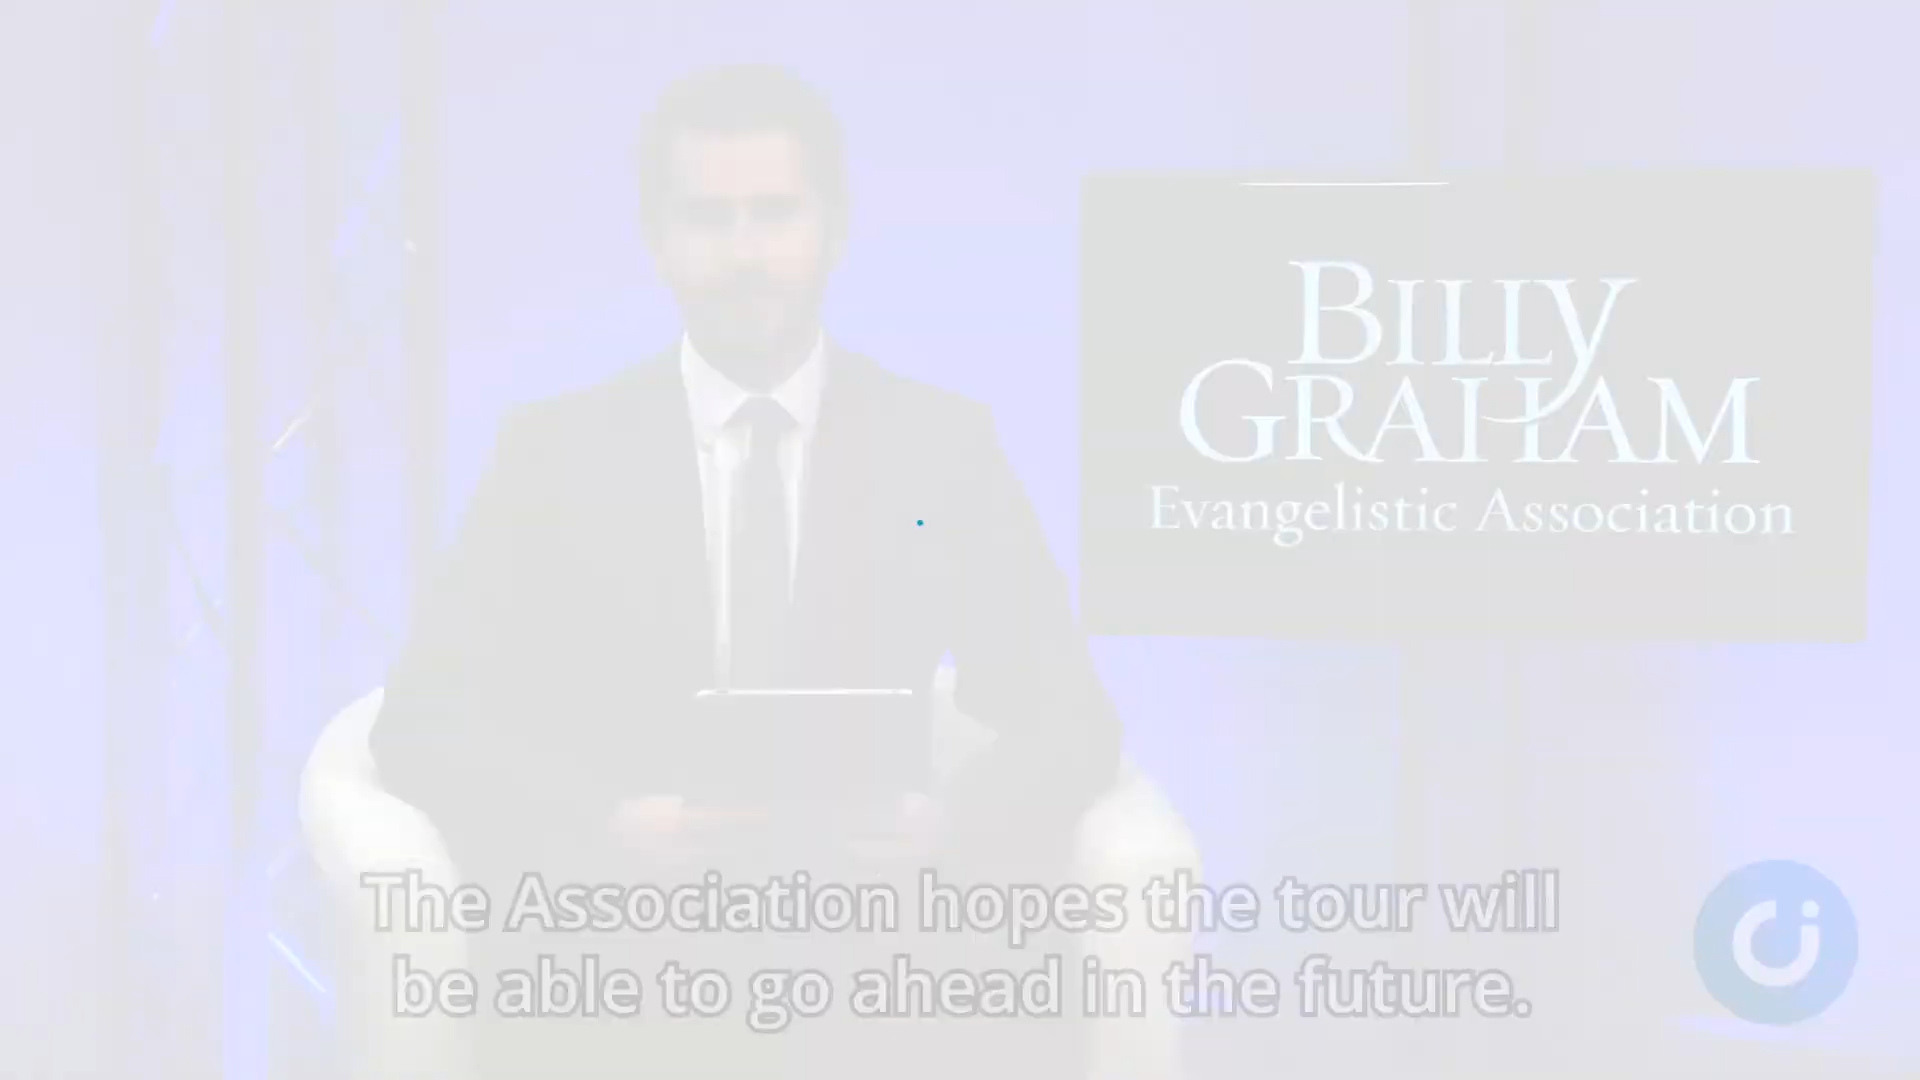 BILLY
GRAHAM
Evangelistic Association
The Association hopes the tour will
be able to go ahead in the future.